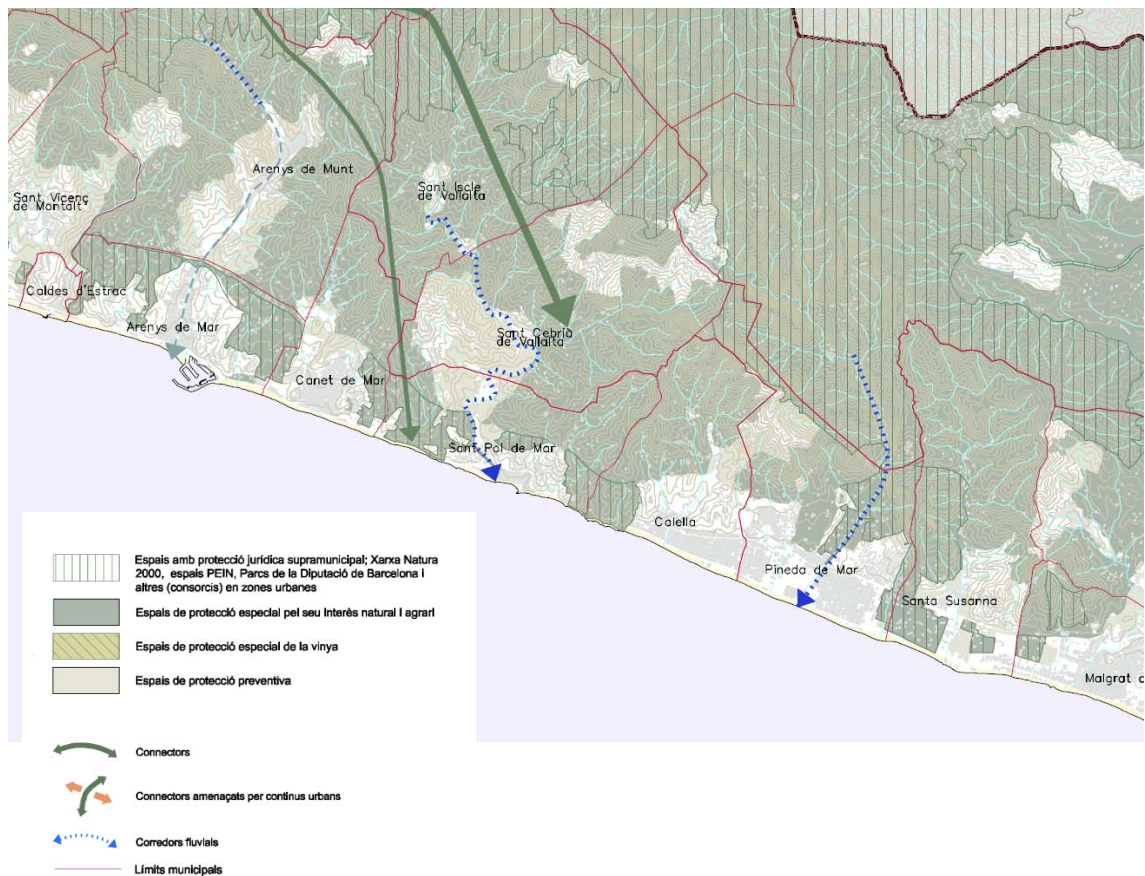 Arenys de Munt
Sant Iscle
de Vallalta
Sant Vicenç
de Montalt
Caldes d'Estrac
Arenys de Mar
Sant Cebrià
de Vallalta
Canet de Mar
Sant Pol de Mar
Calella
Pineda de Mar
Santa Susanna
Malgrat d
Espais amb protecció jurídica supramunicipal; Xarxa Natura
2000, espais PEIN, Parcs de la Diputació de Barcelona i
altres (consorcis) en zones urbanes
Espais de protecció especial pel seu Interès natural I agrarI
Espais de protecció especial de la vinya
Espais de protecció preventiva
Connectors
Connectors amenaçats per continus urbans
Corredors fluvials
Límits municipals